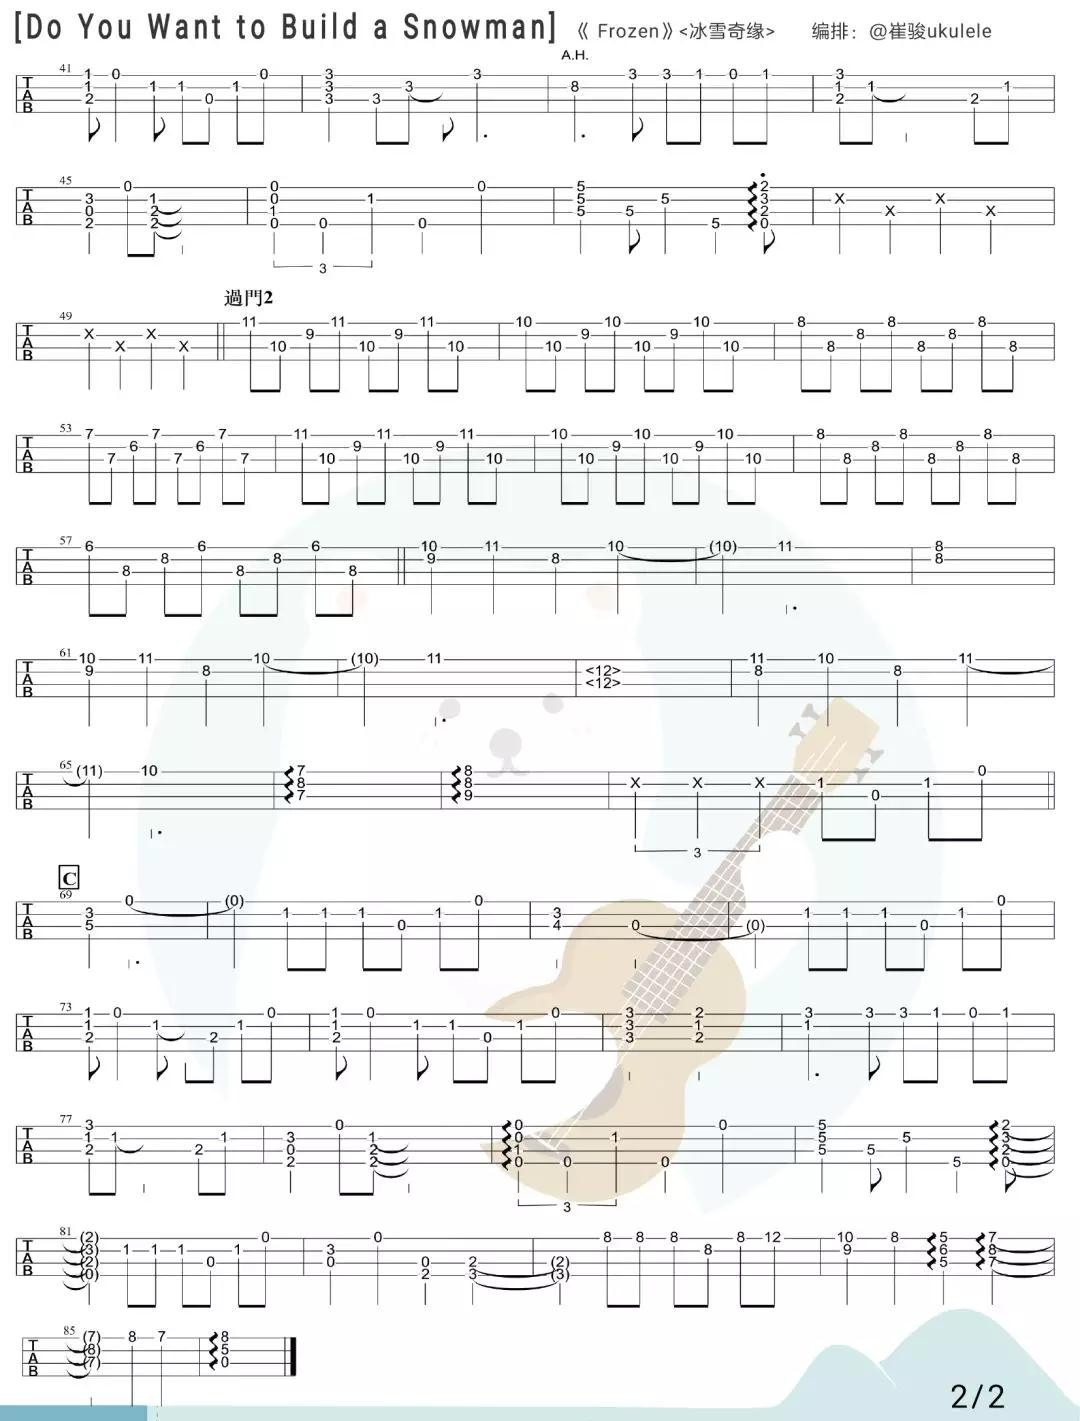 [Do You Want to Build a Snowman]《 Frozen》<冰雪奇缘> 编排：@崔骏ukulele
A.H.
41
T 1 0 3 3 8 3 3 1 0 1 3
A 1 1 1 0 1 0 3 3 3 1 1 1
B 2 3 3 2 2
45
T 0 0 0 5 2
A 3 1 0 1 5 5 3 X X
B 0 2 1 5 5 2 X X
2 2 0 0 0 5 0
3
過門2
49
T X X 11 9 11 9 11 10 9 10 9 10 8 8 8 8 8
A X X 10 10 10 10 10 10 8 8 8
B
53
T 7 6 7 6 7 11 9 11 9 11 10 9 10 9 10 8 8 8 8 8
A 7 7 7 10 10 10 10 10 10 8 8 8
B
57
T 6 8 6 8 6 10 11 8 10 (10) 11 8
A 8 8 8 9 8
B
61
T 10 11 8 10 (10) 11 <12> 11 10 8 11
A 9 <12> 8
B
65
T (11) 10 7 8 X X X 1 0 1 0
A 8 8
B 7 9
3
C
69
T 0 (0) 1 1 1 0 1 0 3 0 (0) 1 1 1 0 1 0
A 3 4
B 5
73
T 1 0 1 2 1 0 1 0 1 1 0 1 0 3 2 3 3 3 1 0 1
A 1 1 3 1 1
B 2 2 3 2
77
T 3 1 2 1 3 0 1 0 0 1 0 0 5 5 5 5 2
A 1 0 2 0 5 3
B 2 2 2 1 5 2
0 0
3
81
T (2) 1 1 1 0 1 0 3 0 0 2 (2) 8 8 8 8 8 12 10 8 5 7
A (3) 0 2 3 (3) 9 6 8
B (2) 5 7
(0)
85
T (7) 8 7 8
A (8) 5
B (7) 0
2/2